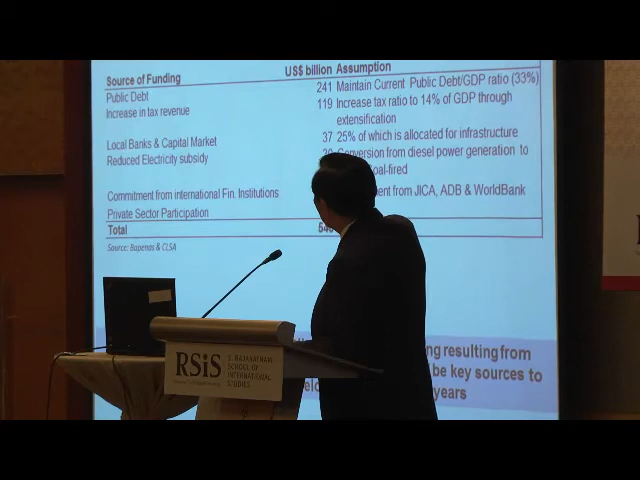 Source of Funding US$ billion Assumption
Public Debt 241 Maintain Current Public Debt/GDP ratio (33%)
Increase in tax revenue 119 Increase tax ratio to 14% of GDP through
extensification
Local Banks & Capital Market 37 25% of which is allocated for infrastructure
Reduced Electricity subsidy Conversion from diesel power generation to
Commitment from international Fin. Institutions from JICA, ADB & WorldBank
Private Sector Participation
Total
Source: Bapenas & CLSA
resulting from
be key sources to
years
RSiS
S. RAJARATNAM
SCHOOL OF
INTERNATIONAL
STUDIES